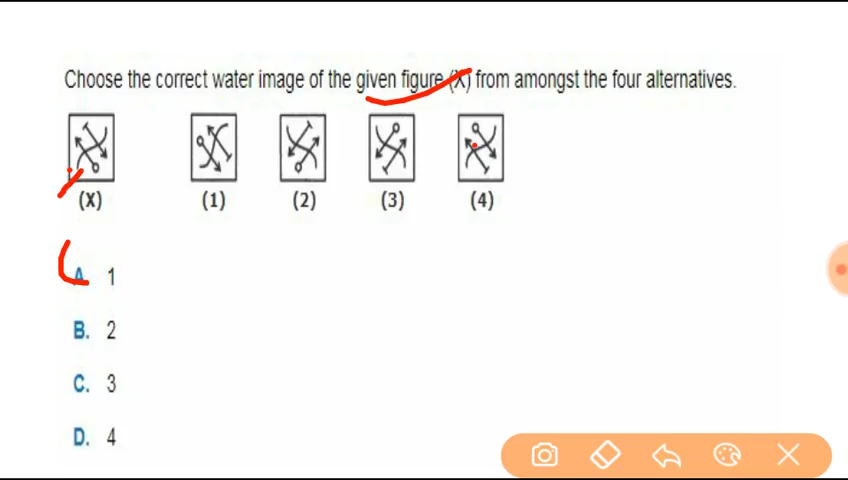 Choose the correct water image of the given figure (X) from amongst the four alternatives.
(X) (1) (2) (3) (4)
A. 1
B. 2
C. 3
D. 4